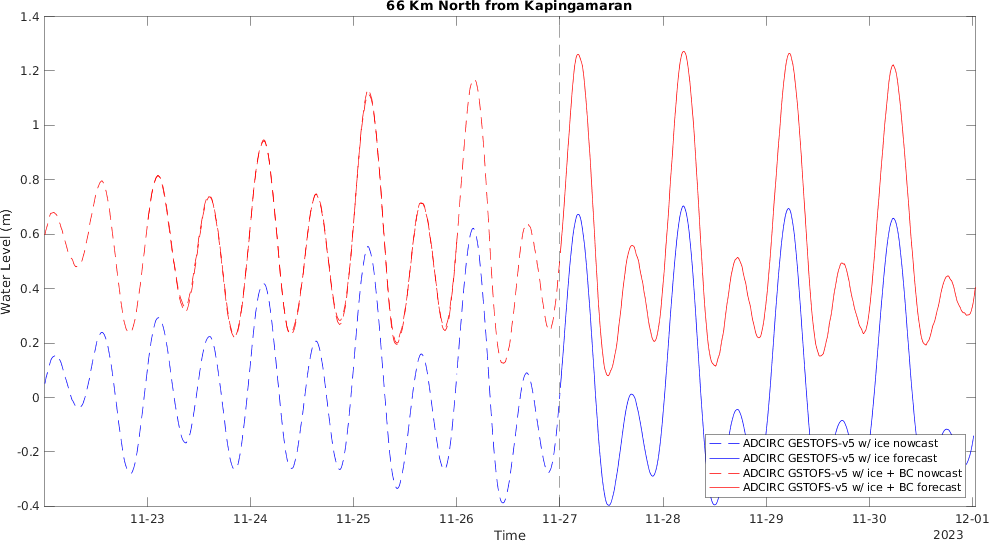 66 Km North from Kapingamaran
1.4
1.2
1
0.8
0.6
0.4
0.2
0
-0.2
-0.4
Water Level (m)
ADCIRC GESTOFS-v5 w/ ice nowcast
ADCIRC GESTOFS-v5 w/ ice forecast
ADCIRC GSTOFS-v5 w/ ice + BC nowcast
ADCIRC GSTOFS-v5 w/ ice + BC forecast
11-23 11-24 11-25 11-26 11-27 11-28 11-29 11-30 12-01
Time
2023